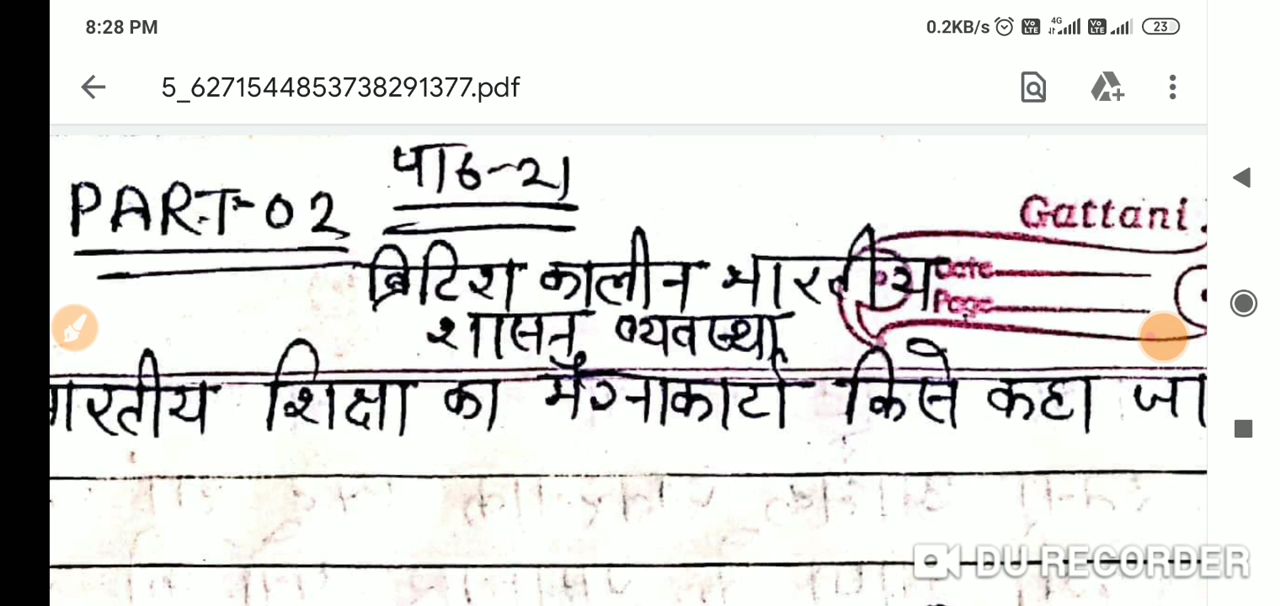 8:28 PM
0.2KB/s 4G 23
5_6271544853738291377.pdf
पाठ-21
PART-02
Gattani
ब्रिटिश कालीन भारतीय
Date
Page
शासन व्यवस्था
भारतीय शिक्षा का मैग्नाकार्टा किसे कहा जा
DU RECORDER